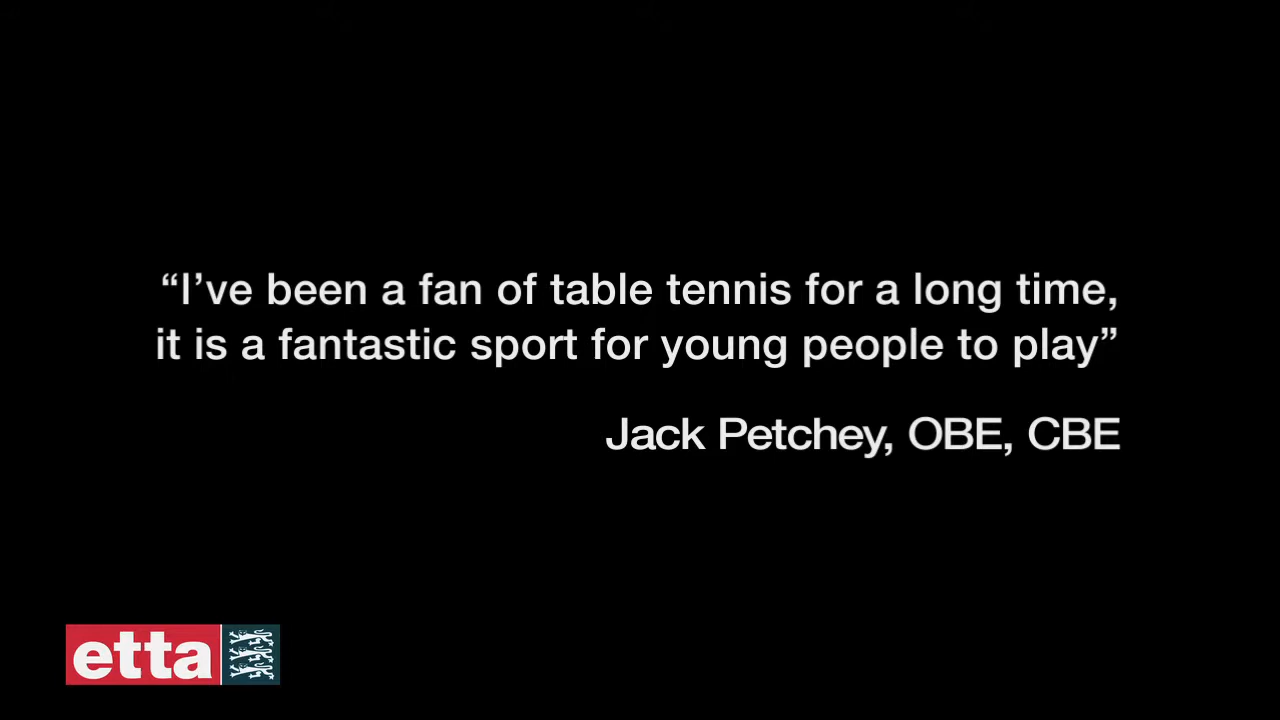 “I’ve been a fan of table tennis for a long time,
it is a fantastic sport for young people to play”
Jack Petchey, OBE, CBE
etta